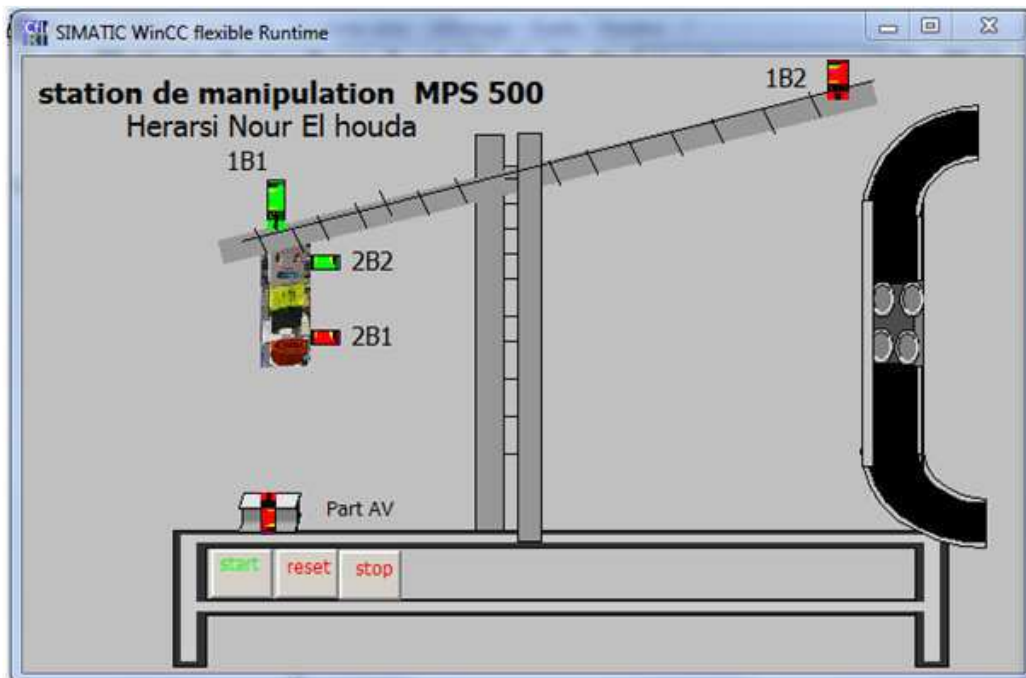 SIMATIC WinCC flexible Runtime
station de manipulation MPS 500
Herarsi Nour El houda
1B2
1B1
2B2
2B1
Part AV
start reset stop